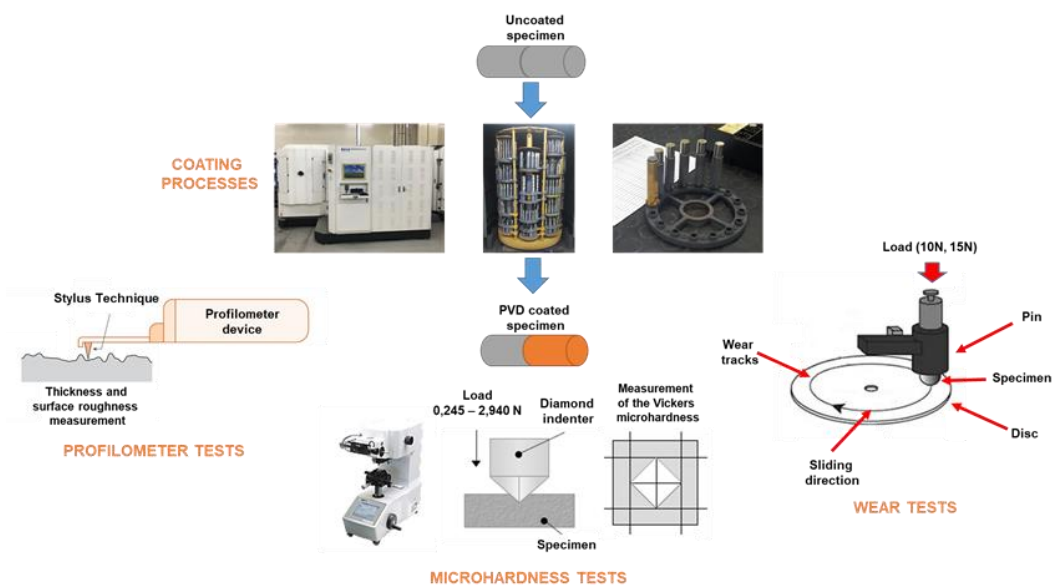 Uncoated
specimen
COATING
PROCESSES
Load (10N, 15N)
Stylus Technique
Profilometer
device
PVD coated
specimen
Pin
Wear
tracks
Specimen
Thickness and
surface roughness
measurement
Load
0,245 – 2,940 N
Diamond
indenter
Measurement
of the Vickers
microhardness
Disc
PROFILOMETER TESTS
Sliding
direction
WEAR TESTS
Specimen
MICROHARDNESS TESTS